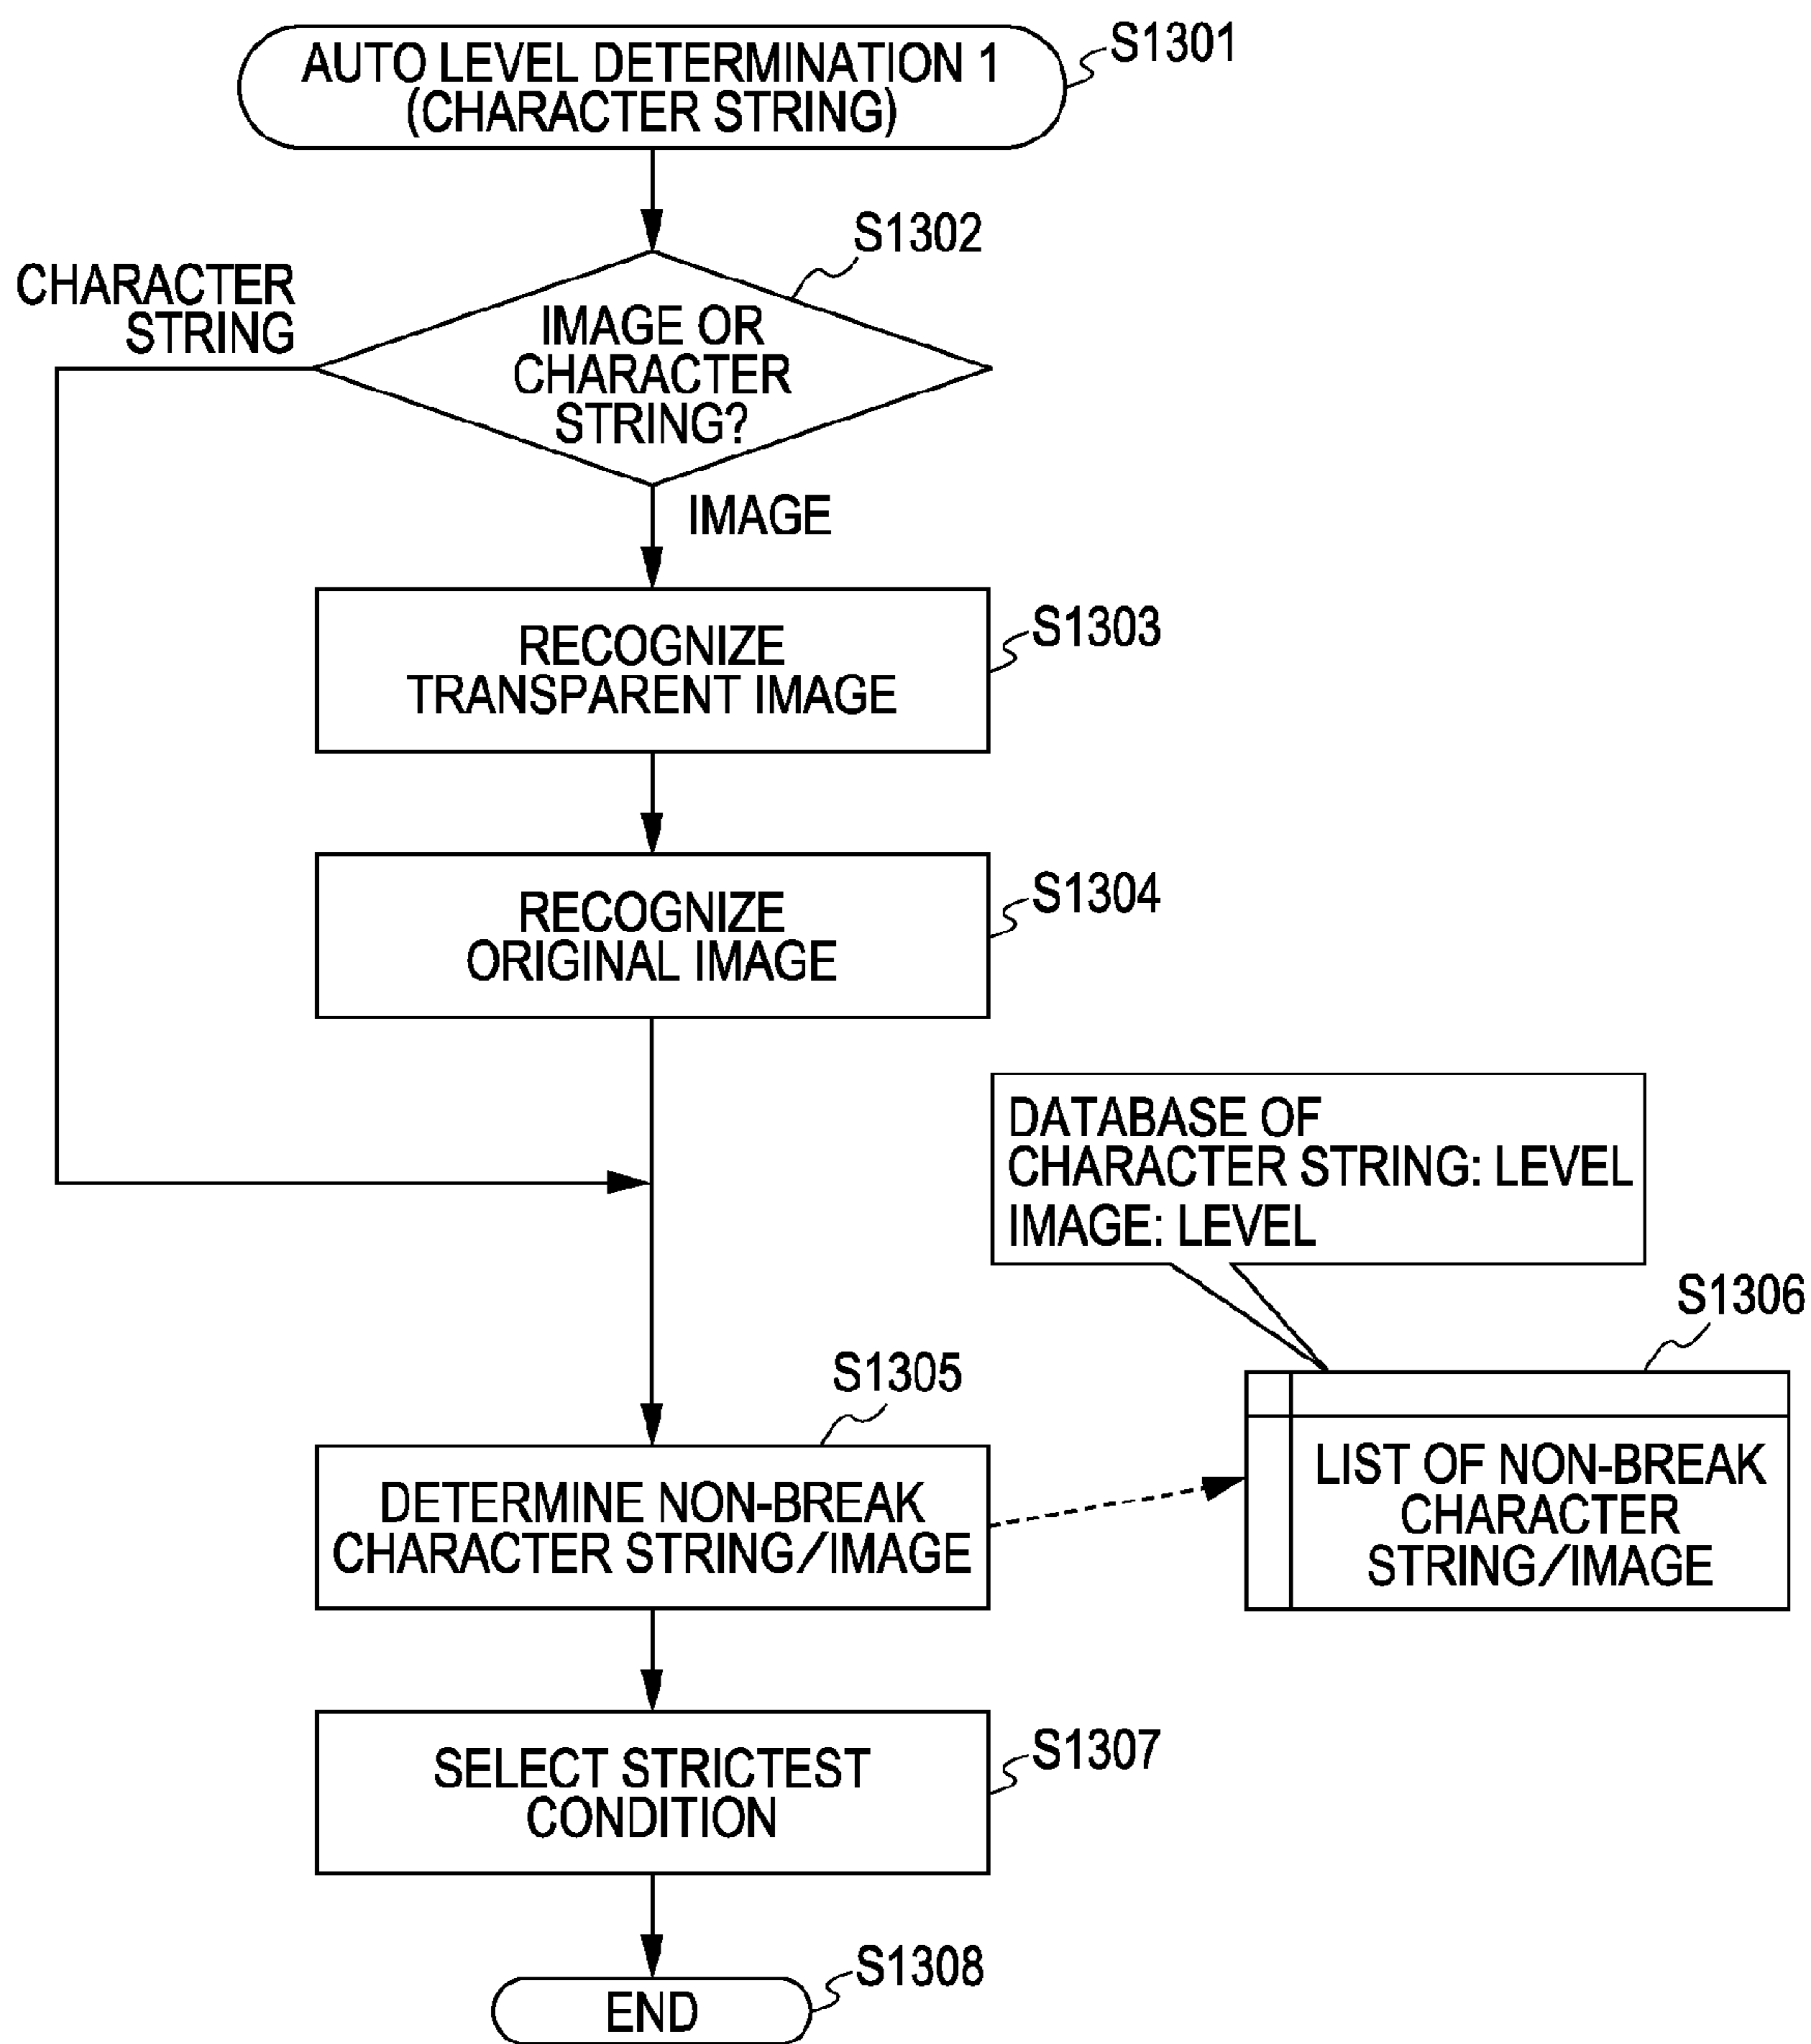 AUTO LEVEL DETERMINATION 1
(CHARACTER STRING)
S1301
S1302
CHARACTER
STRING
IMAGE OR
CHARACTER
STRING?
IMAGE
RECOGNIZE
TRANSPARENT IMAGE
S1303
RECOGNIZE
ORIGINAL IMAGE
S1304
DATABASE OF
CHARACTER STRING: LEVEL
IMAGE: LEVEL
S1306
S1305
DETERMINE NON-BREAK
CHARACTER STRING/IMAGE
LIST OF NON-BREAK
CHARACTER
STRING/IMAGE
SELECT STRICTEST
CONDITION
S1307
END
S1308